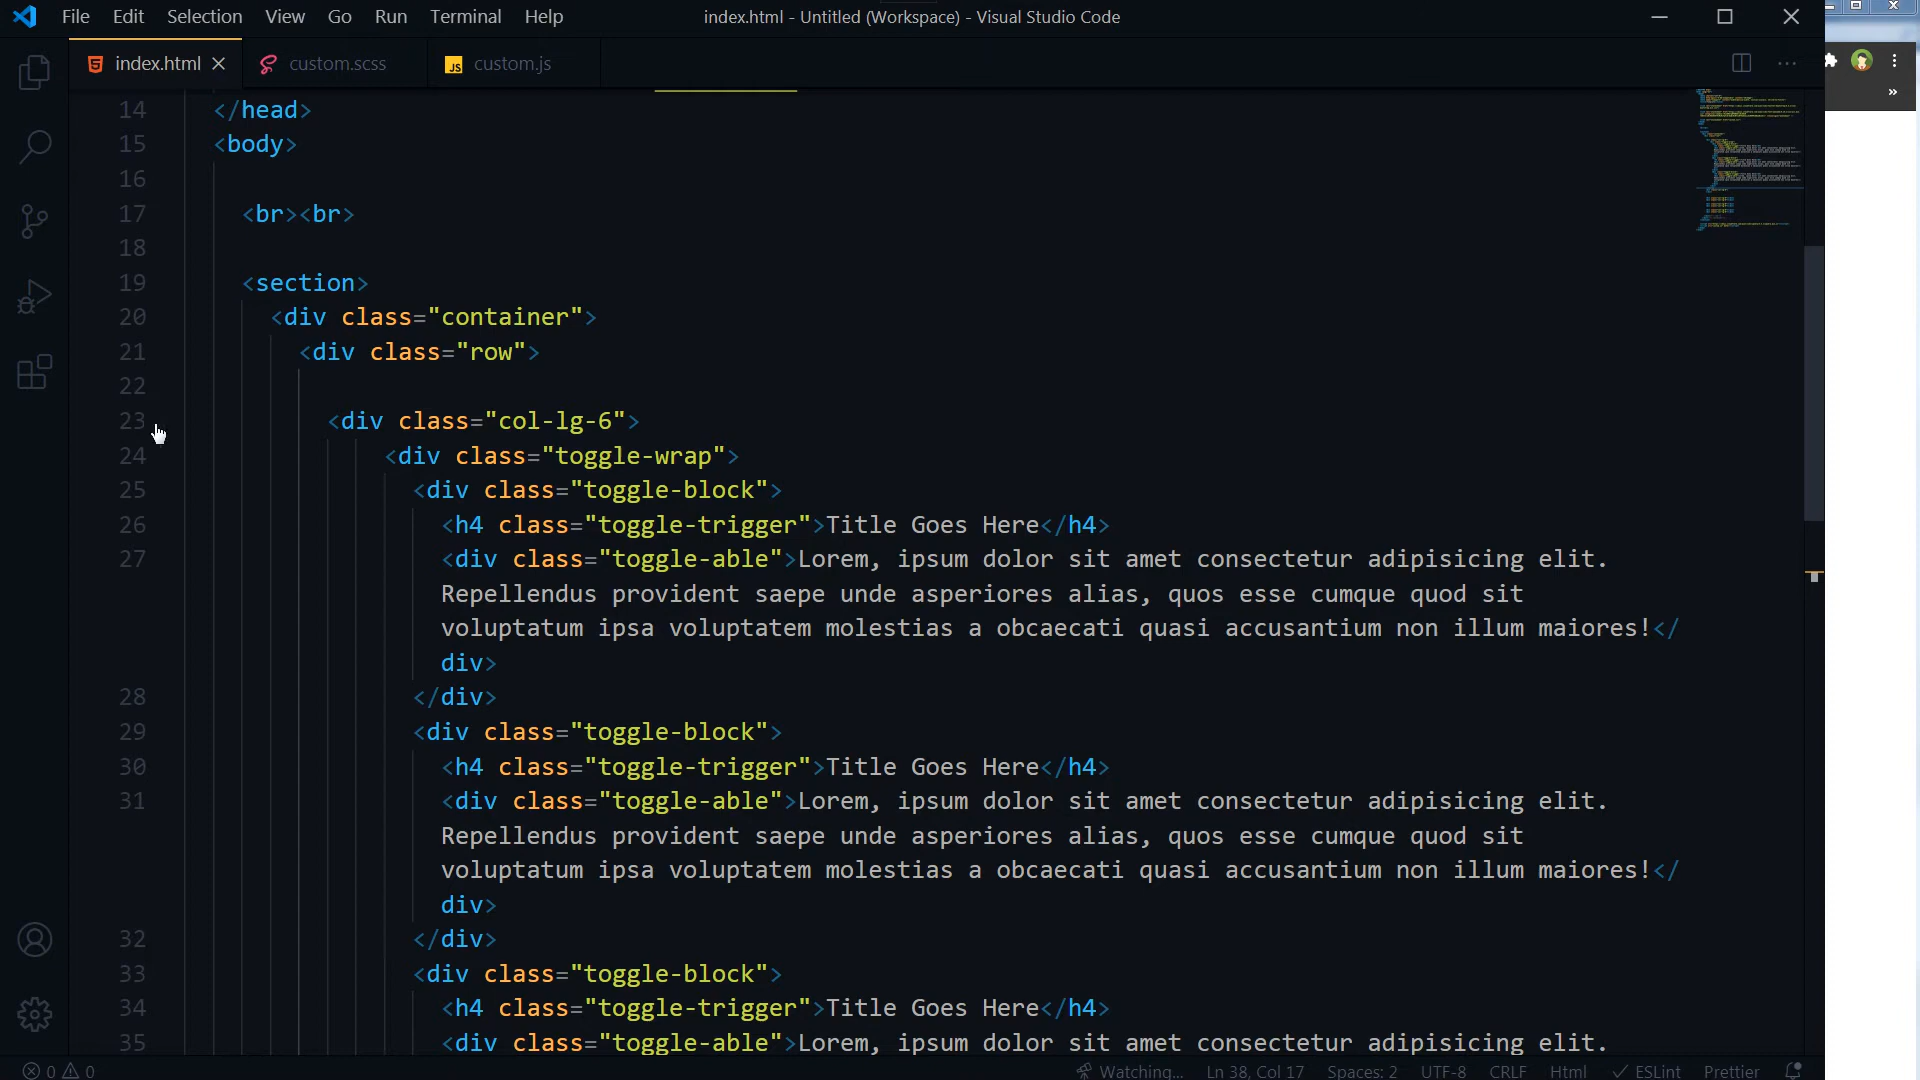 File Edit Selection View Go Run Terminal Help index.html - Untitled (Workspace) - Visual Studio Code
index.html custom.scss JS custom.js
14 </head>
15 <body>
16
17 <br><br>
18
19 <section>
20 <div class="container">
21 <div class="row">
22
23 <div class="col-lg-6">
24 <div class="toggle-wrap">
25 <div class="toggle-block">
26 <h4 class="toggle-trigger">Title Goes Here</h4>
27 <div class="toggle-able">Lorem, ipsum dolor sit amet consectetur adipisicing elit.
Repellendus provident saepe unde asperiores alias, quos esse cumque quod sit
voluptatum ipsa voluptatem molestias a obcaecati quasi accusantium non illum maiores!</
div>
28 </div>
29 <div class="toggle-block">
30 <h4 class="toggle-trigger">Title Goes Here</h4>
31 <div class="toggle-able">Lorem, ipsum dolor sit amet consectetur adipisicing elit.
Repellendus provident saepe unde asperiores alias, quos esse cumque quod sit
voluptatum ipsa voluptatem molestias a obcaecati quasi accusantium non illum maiores!</
div>
32 </div>
33 <div class="toggle-block">
34 <h4 class="toggle-trigger">Title Goes Here</h4>
35 <div class="toggle-able">Lorem, ipsum dolor sit amet consectetur adipisicing elit.
0 0 Watching... Ln 38, Col 17 Spaces: 2 UTF-8 CRLF Html ESLint Prettier